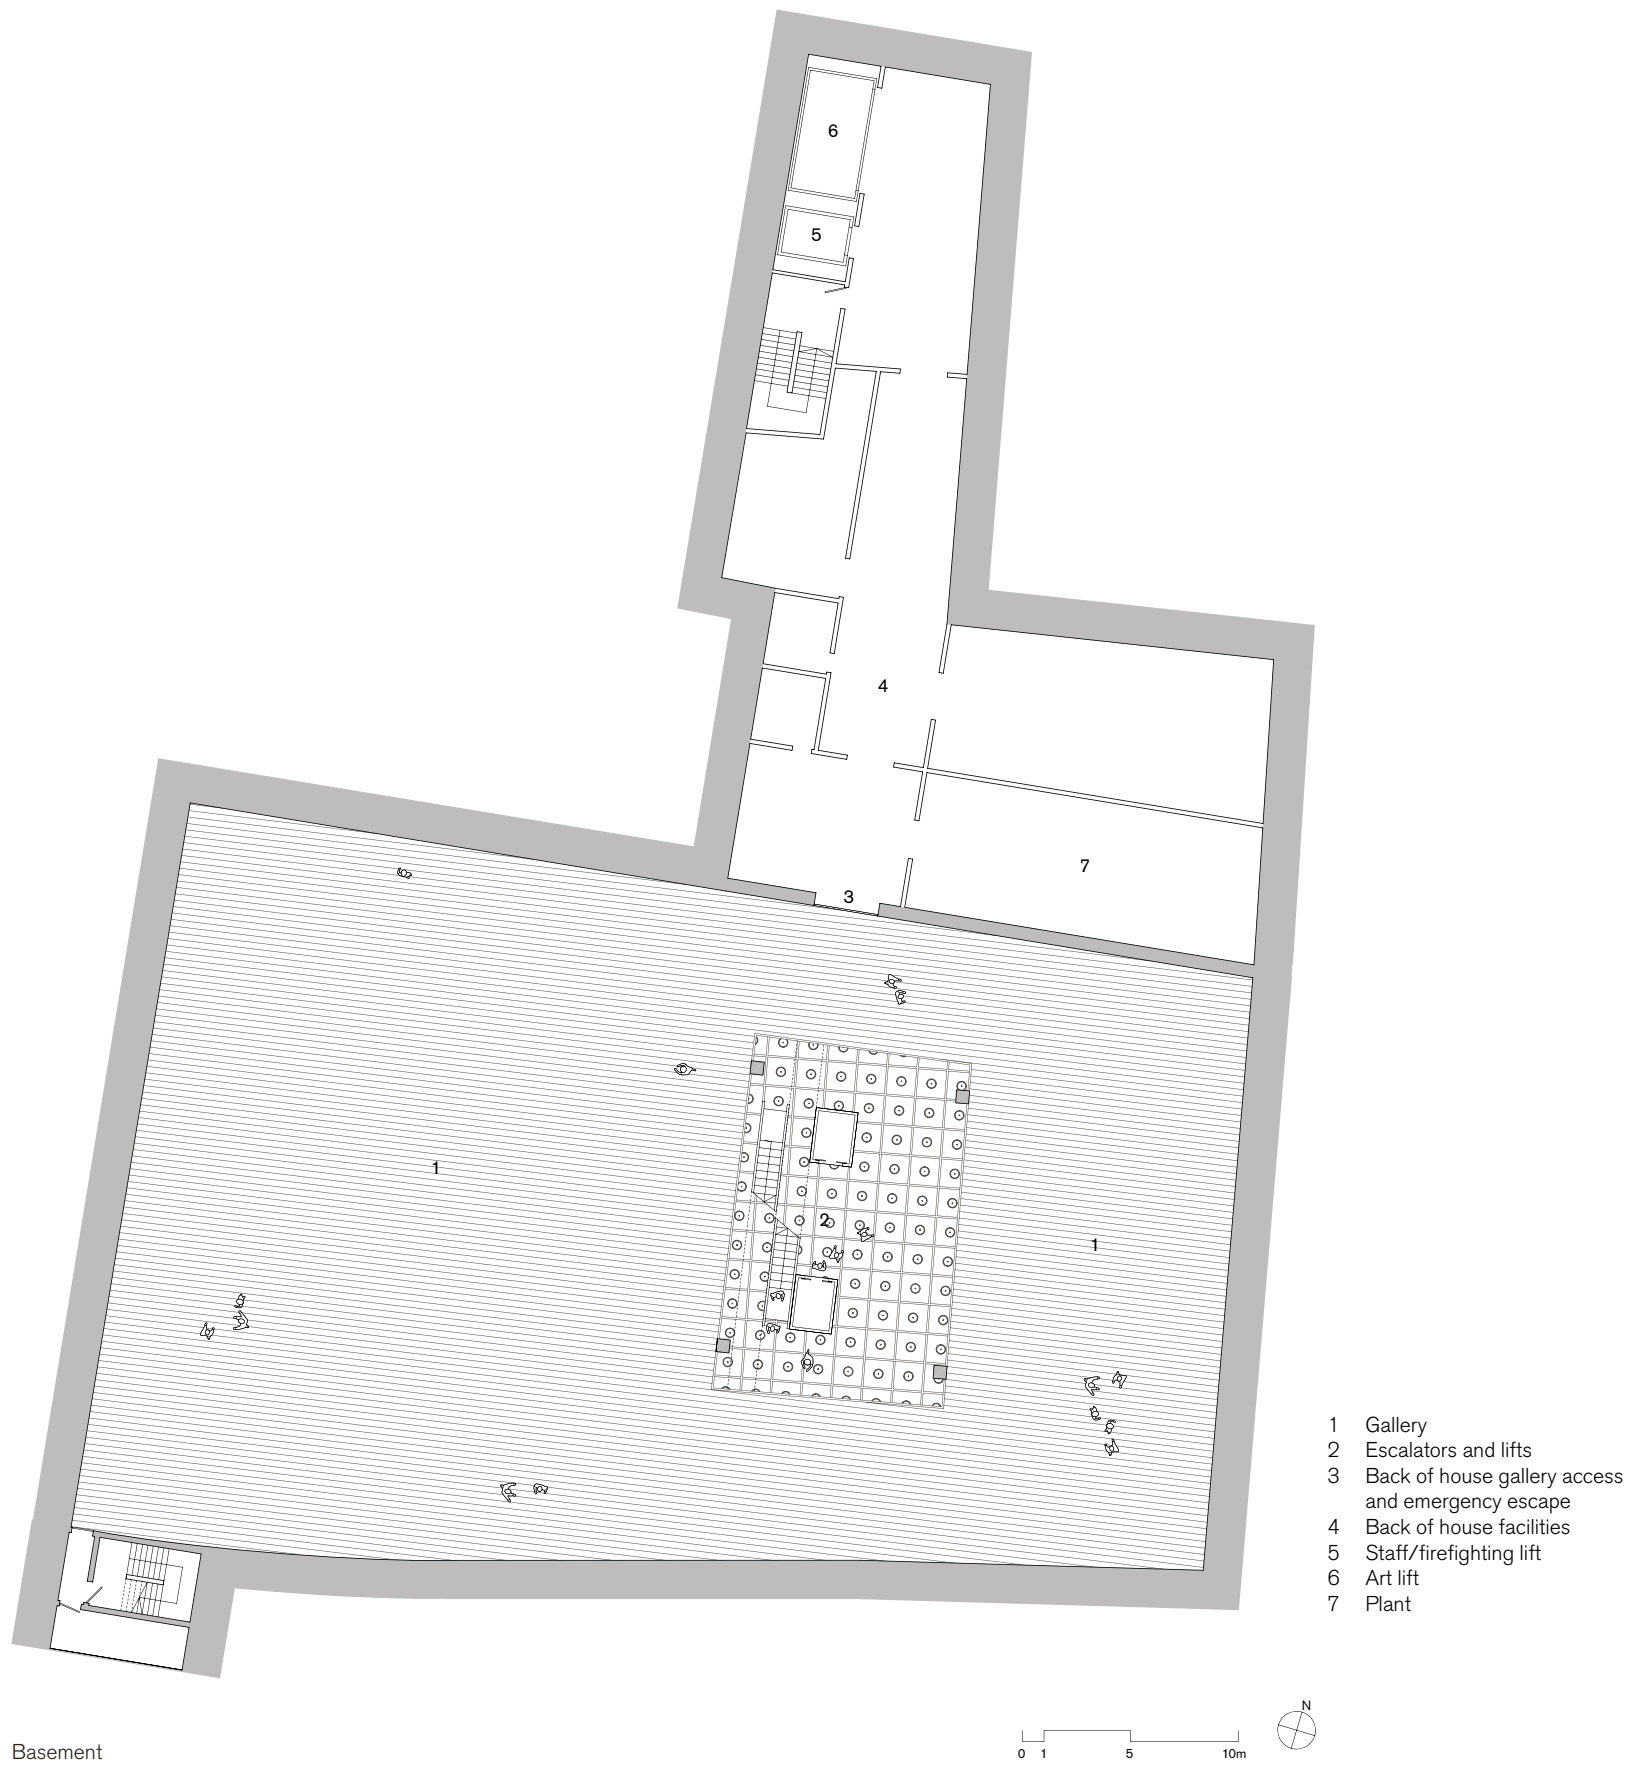 6
5
4
7
3
1
2
1
1 Gallery
2 Escalators and lifts
3 Back of house gallery access
and emergency escape
4 Back of house facilities
5 Staff/firefighting lift
6 Art lift
7 Plant
N
0 1 5 10m
Basement